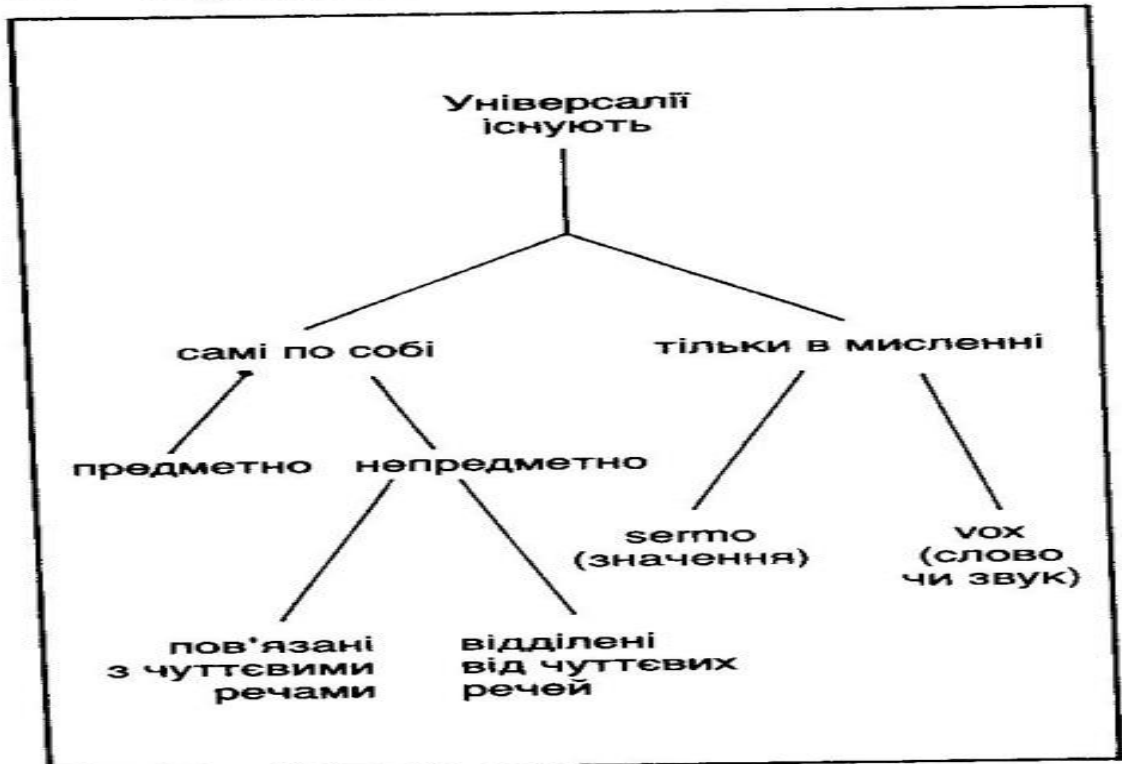 Універсалії
існують
самі по собі
тільки в мисленні
предметно
непредметно
sermo
(значення)
vox
(слово
чи звук)
пов'язані
з чуттєвими
речами
відділені
від чуттєвих
речей